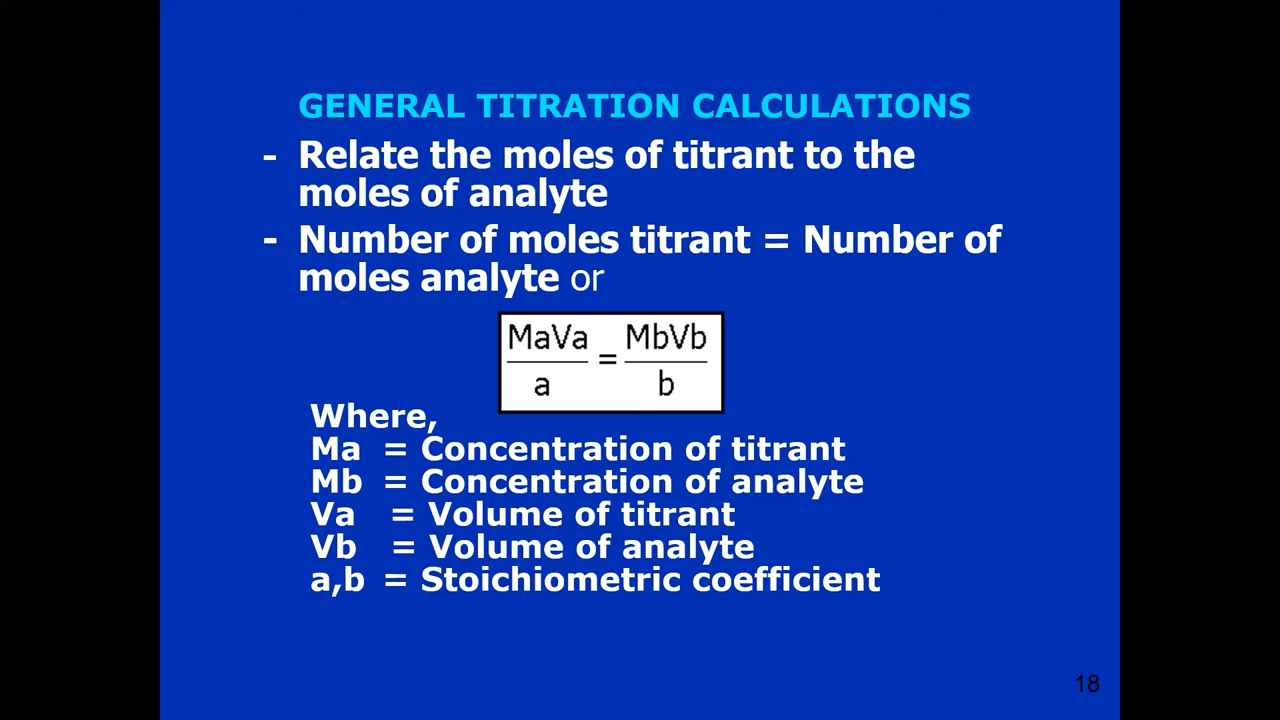 GENERAL TITRATION CALCULATIONS
- Relate the moles of titrant to the
moles of analyte
- Number of moles titrant = Number of
moles analyte or
MaVa = MbVb
a b
Where,
Ma = Concentration of titrant
Mb = Concentration of analyte
Va = Volume of titrant
Vb = Volume of analyte
a,b = Stoichiometric coefficient
18